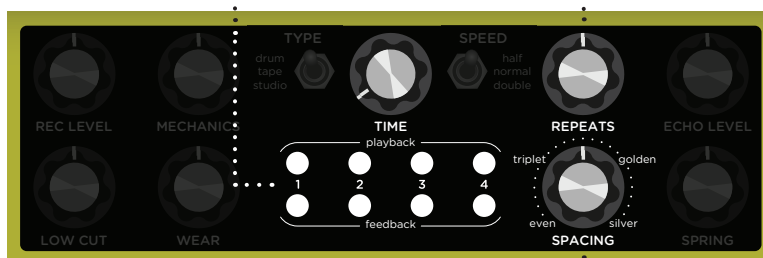 TYPE
SPEED
drum
tape
studio
half
normal
double
REC LEVEL
MECHANICS
TIME
REPEATS
ECHO LEVEL
playback
triplet
golden
1
2
3
4
even
silver
feedback
LOW CUT
WEAR
SPACING
SPRING